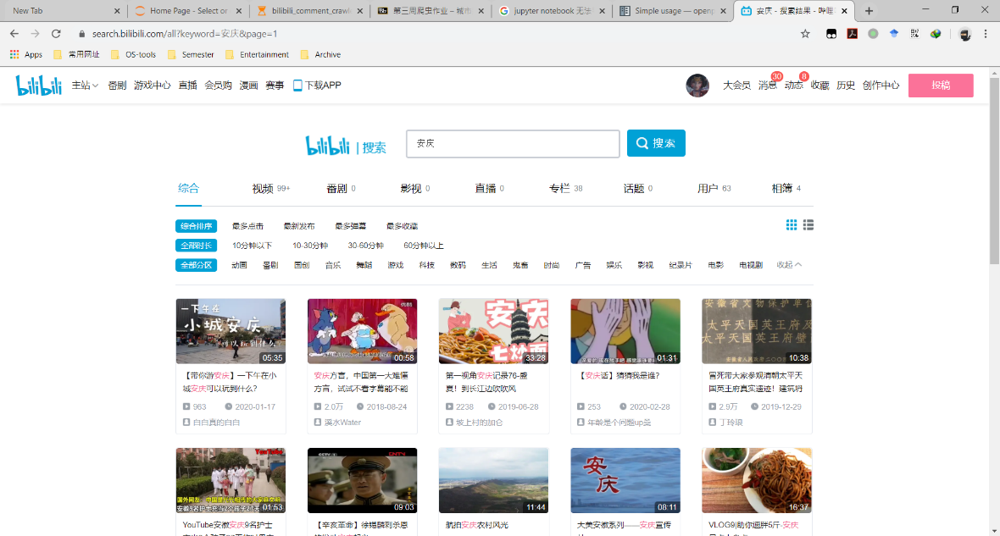 New Tab
Home Page - Select or
bilibili_comment_crawl
第三周爬虫作业 – 城市
jupyter notebook 无法
Simple usage — openp
安庆 - 搜索结果 - 哔哩
search.bilibili.com/all?keyword=安庆&page=1
Apps
常用网址
OS-tools
Semester
Entertainment
Archive
bilibili
主站
番剧
游戏中心
直播
会员购
漫画
赛事
下载APP
大会员
消息
30
动态
8
收藏
历史
创作中心
投稿
bilibili | 搜索
安庆
搜索
综合
视频 99+
番剧 0
影视 0
直播 0
专栏 38
话题 0
用户 63
相簿 4
综合排序 最多点击 最新发布 最多弹幕 最多收藏
全部时长 10分钟以下 10-30分钟 30-60分钟 60分钟以上
全部分区 动画 番剧 国创 音乐 舞蹈 游戏 科技 数码 生活 鬼畜 时尚 广告 娱乐 影视 纪录片 电影 电视剧 收起
一下午在
小城安庆
可以玩到什么?
05:35
【带你游安庆】一下午在小
城安庆可以玩到什么？
963 2020-01-17
白白真的白白
00:58
安庆方言，中国第一大难懂
方言，试试不看字幕能不能
2.0万 2018-08-24
溪水Water
安庆
七炒面
33:28
第一视角安庆记录76-盛
夏！到长江边吹吹风
2238 2019-06-28
坡上村的加仑
01:31
【安庆话】猜猜我是谁？
253 2020-02-28
年龄是个问题up菜
安徽省文物保护单位
太平天国英王府及
太平天国英王府壁
10:38
冒死带大家参观清朝太平天
国英王府真实遗迹！建筑坍
2.9万 2019-12-29
丁玲琅
YouTube
01:53
YouTube安徽安庆9名护士
CCTV
09:03
【辛亥革命】徐锡麟刺杀恩
11:44
航拍安庆农村风光
安
庆
08:11
大美安徽系列——安庆宣传
16:37
VLOG9|助你通胖5斤-安庆